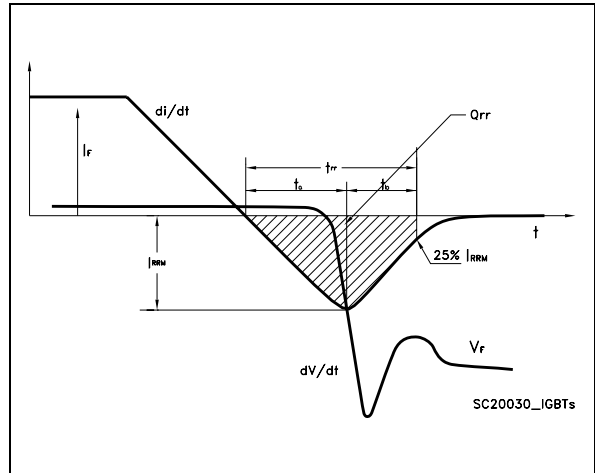 di/dt
Qrr
IF
trr
ta
tb
t
IRRM
25% IRRM
dV/dt
VF
SC20030_IGBTs